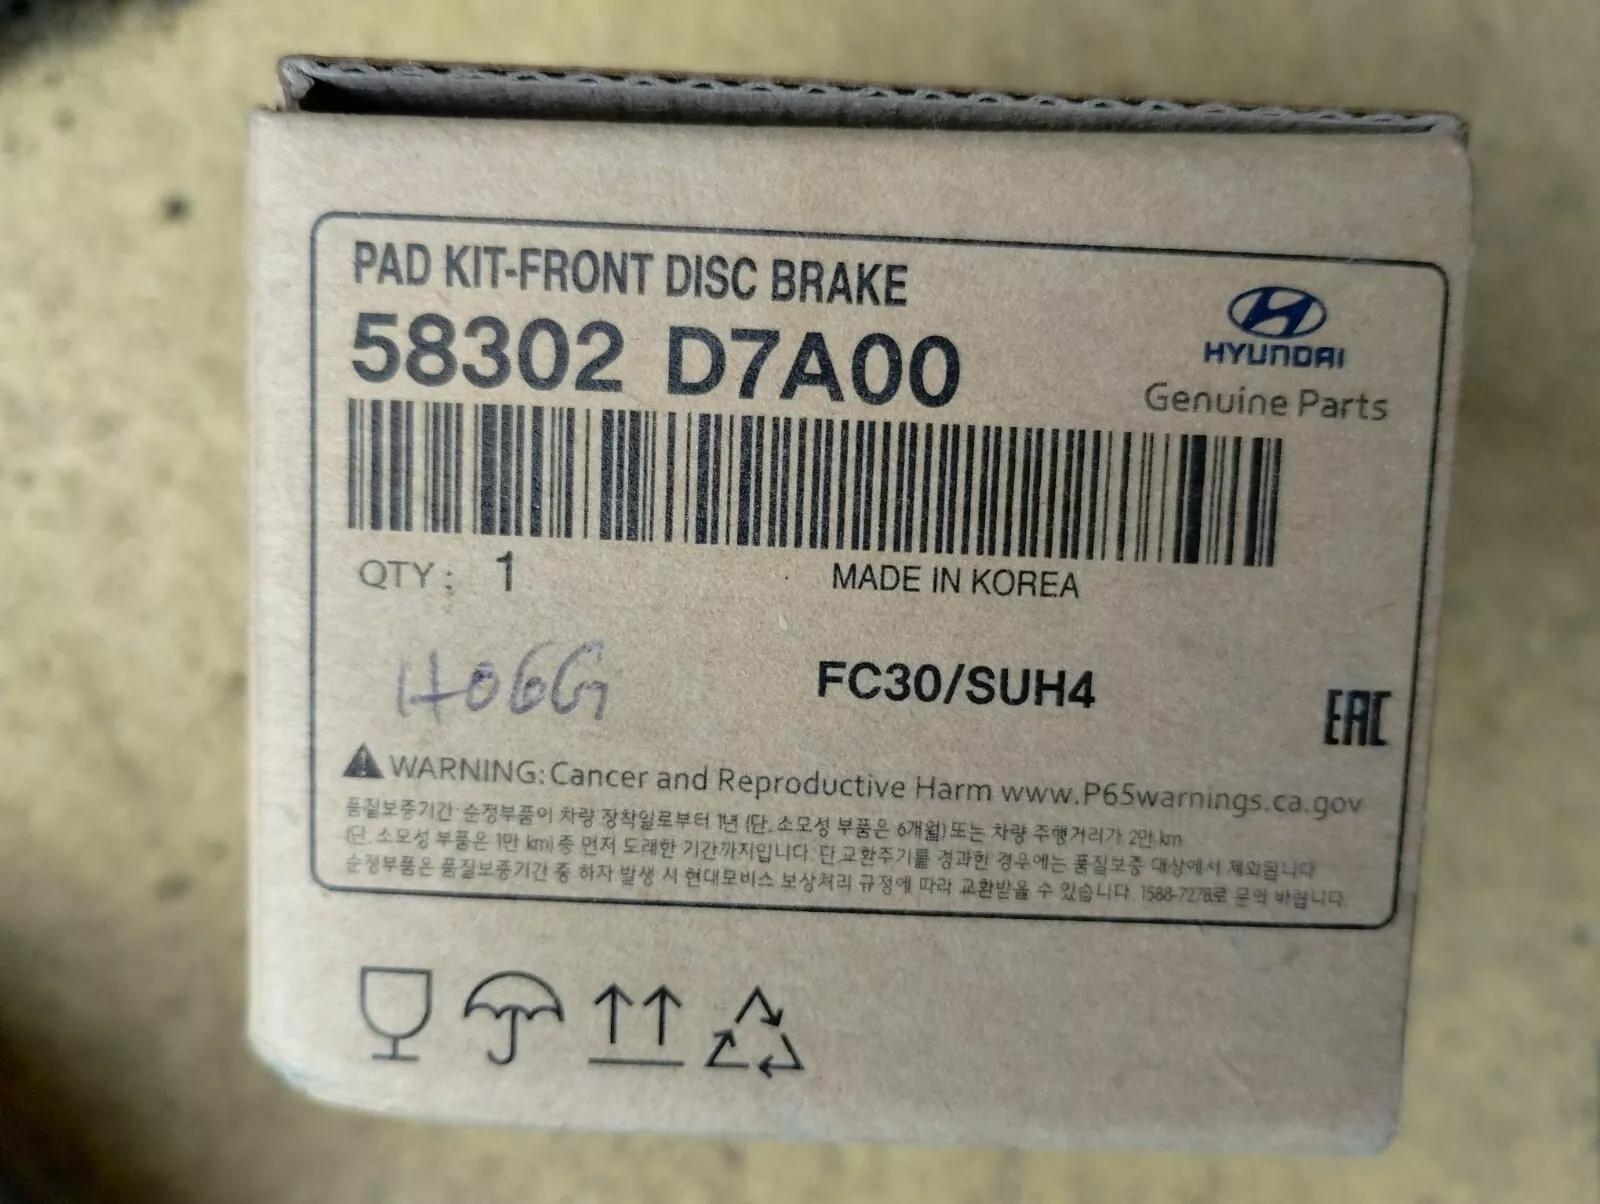 PAD KIT-FRONT DISC BRAKE
58302 D7A00
HYUNDAI
Genuine Parts
QTY: 1
MADE IN KOREA
H06G
FC30/SUH4
EAC
WARNING: Cancer and Reproductive Harm www.P65warnings.ca.gov
품질보증기간: 순정부품이 차량 장착일로부터 1년 (단, 소모성 부품은 6개월) 또는 차량 주행거리가 2만 km
(단, 소모성 부품은 1만 km) 중 먼저 도래한 기간까지입니다. 단,교환주기를 경과한 경우에는 품질보증 대상에서 제외됩니다
순정부품은 품질보증기간 중 하자 발생 시 현대모비스 보상처리 규정에 따라 교환받을 수 있습니다. 1588-7278로 문의 바랍니다.